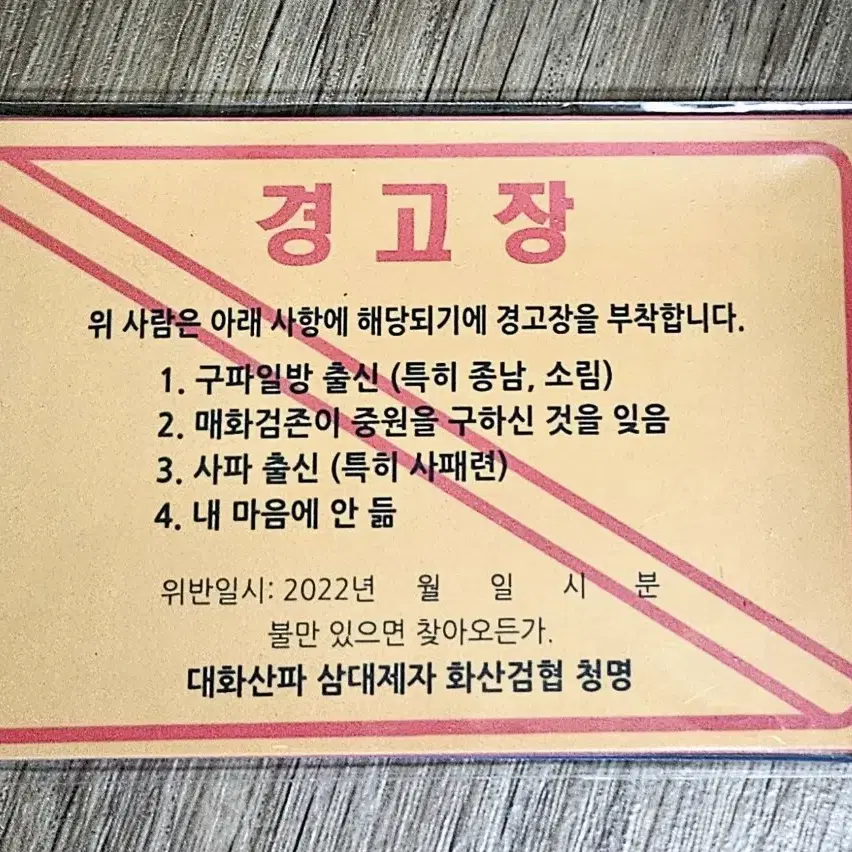 경고장
위 사람은 아래 사항에 해당되기에 경고장을 부착합니다.
1. 구파일방 출신 (특히 종남, 소림)
2. 매화검존이 중원을 구하신 것을 잊음
3. 사파 출신 (특히 사패련)
4. 내 마음에 안 듦
위반일시: 2022년 월 일 시 분
불만 있으면 찾아오든가.
대화산파 삼대제자 화산검협 청명